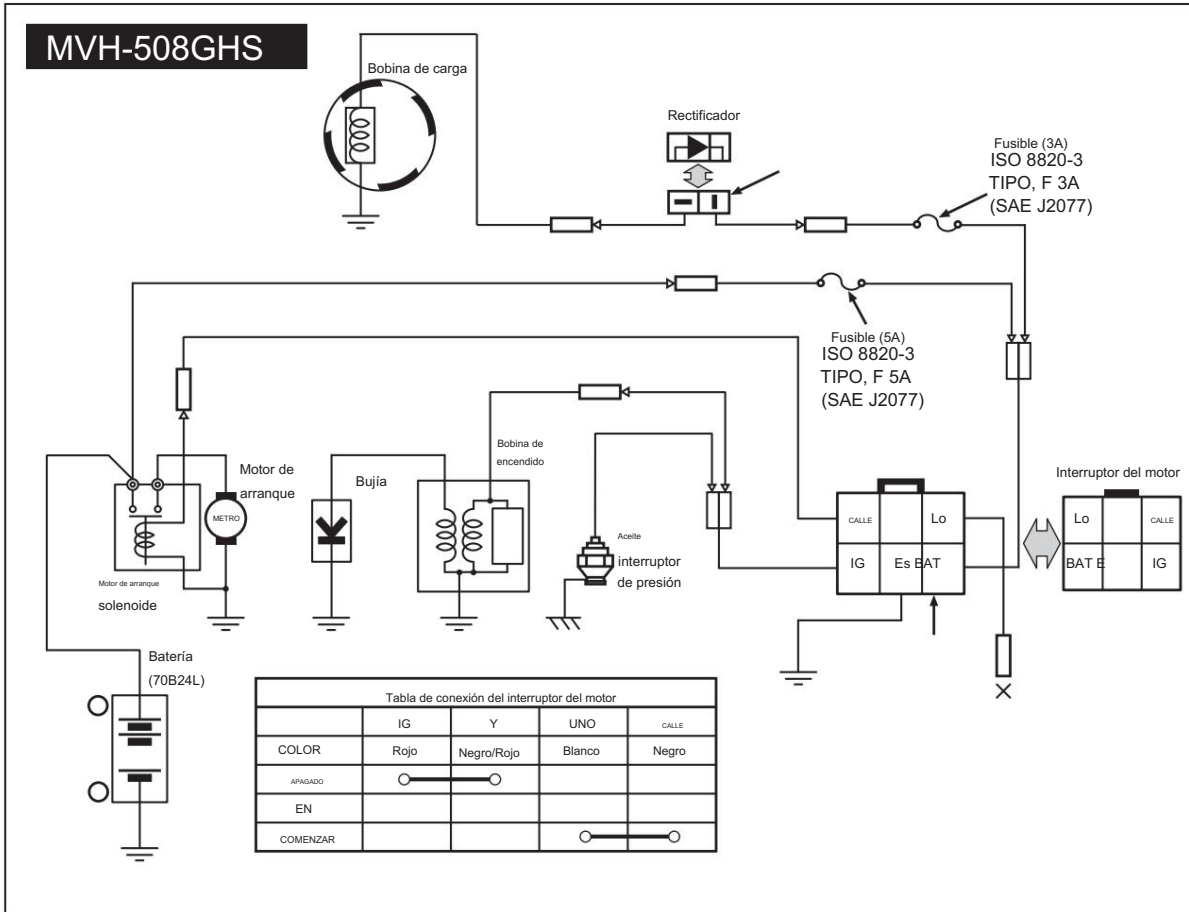 MVH-508GHS
Bobina de carga
Rectificador
Fusible (3A)
ISO 8820-3
TIPO, F 3A
(SAE J2077)
Fusible (5A)
ISO 8820-3
TIPO, F 5A
(SAE J2077)
Motor de
arranque
METRO
Motor de arranque
solenoide
Bujía
Bobina de
encendido
Aceite
interruptor
de presión
CALLE
Lo
IG
Es BAT
Interruptor del motor
Lo
CALLE
BAT E
IG
Batería
(70B24L)
Tabla de conexión del interruptor del motor
IG Y UNO CALLE
COLOR Rojo Negro/Rojo Blanco Negro
APAGADO
EN
COMENZAR